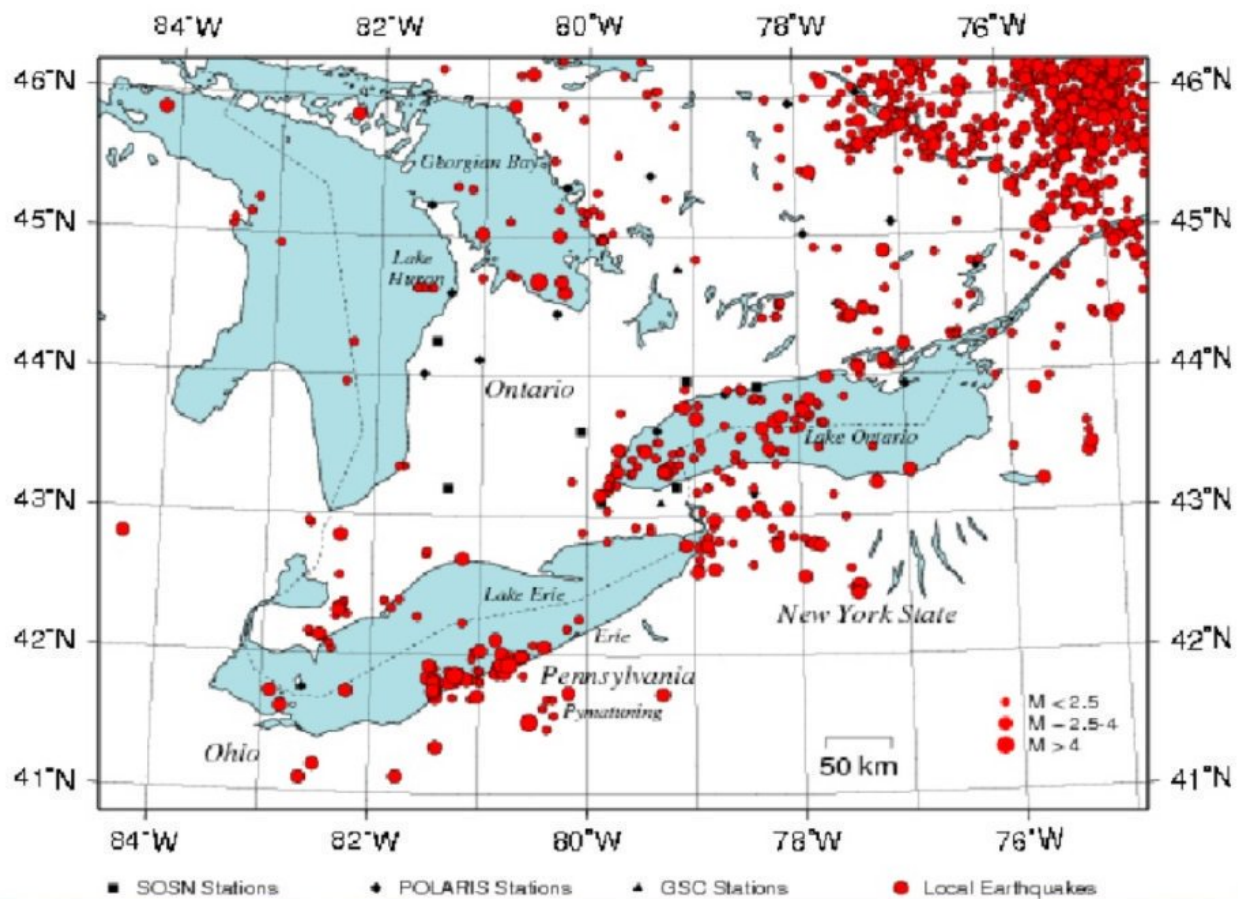 84°W 82°W 80°W 78°W 76°W
46°N 46°N
Georgian Bay
45°N 45°N
Lake
Huron
44°N 44°N
Ontario
Lake Ontario
43°N 43°N
Lake Erie
New York State
42°N 42°N
Erie
Pennsylvania
M < 2.5
Pymatuning
M - 2.5-4
M > 4
Ohio
50 km
41°N 41°N
84°W 82°W 80°W 78°W 76°W
SOSN Stations POLARIS Stations GSC Stations Local Earthquakes